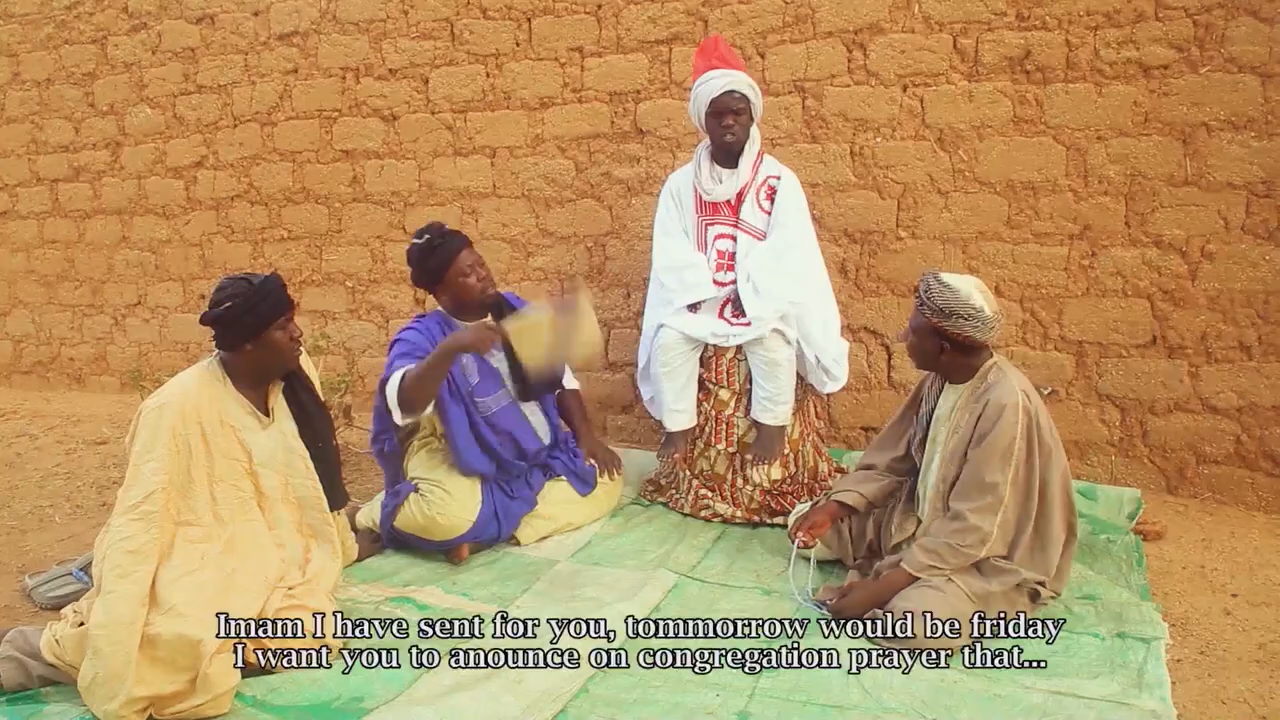 Imam I have sent for you, tommorrow would be friday
I want you to anounce on congregation prayer that...